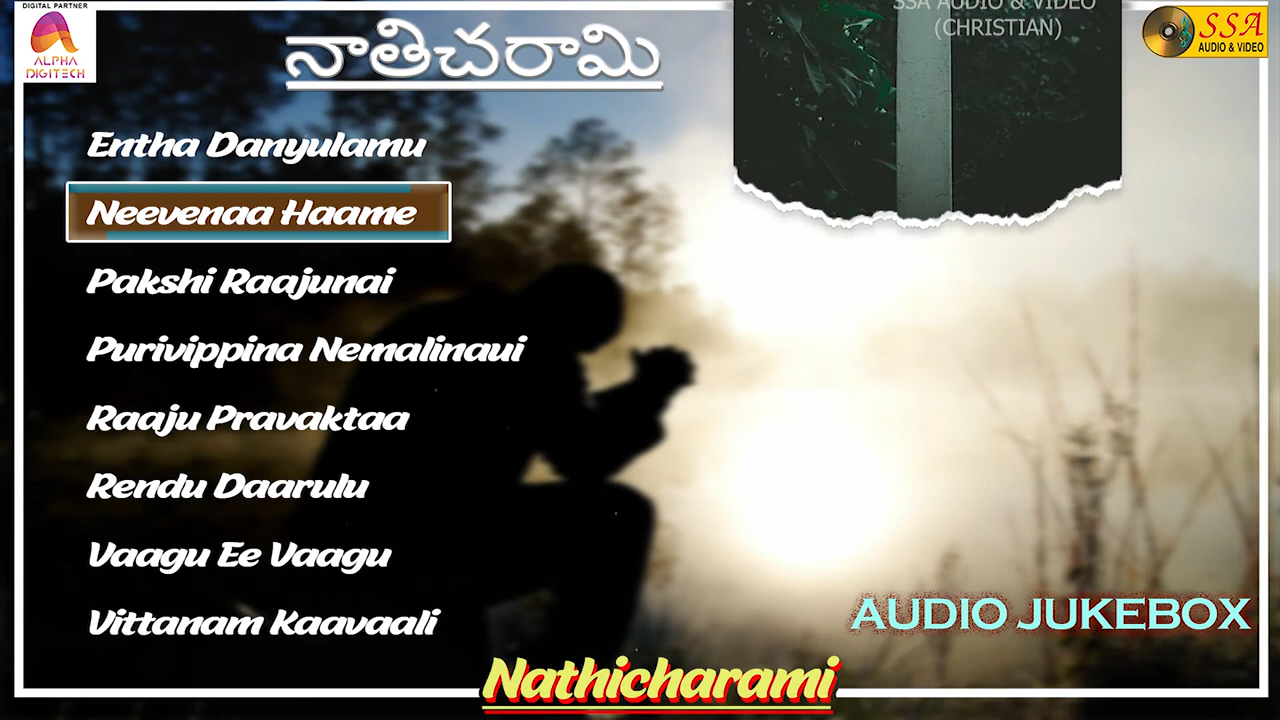 DIGITAL PARTNER
ALPHA
DIGITECH
నాతిచరామి
SSA AUDIO & VIDEO
(CHRISTIAN)
SSA
AUDIO & VIDEO
Entha Danyulamu
Neevenaa Haame
Pakshi Raajunai
Purivippina Nemalinaui
Raaju Pravaktaa
Rendu Daarulu
Vaagu Ee Vaagu
Vittanam Kaavaali
AUDIO JUKEBOX
Nathicharami